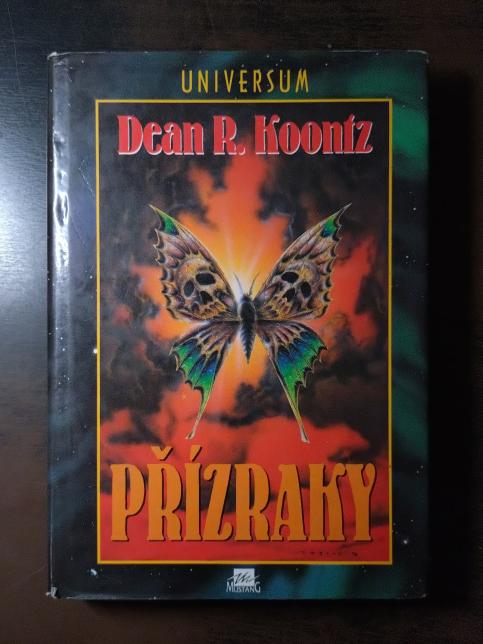 UNIVERSUM
Dean R. Koontz
PŘÍZRAKY
MUSTANG